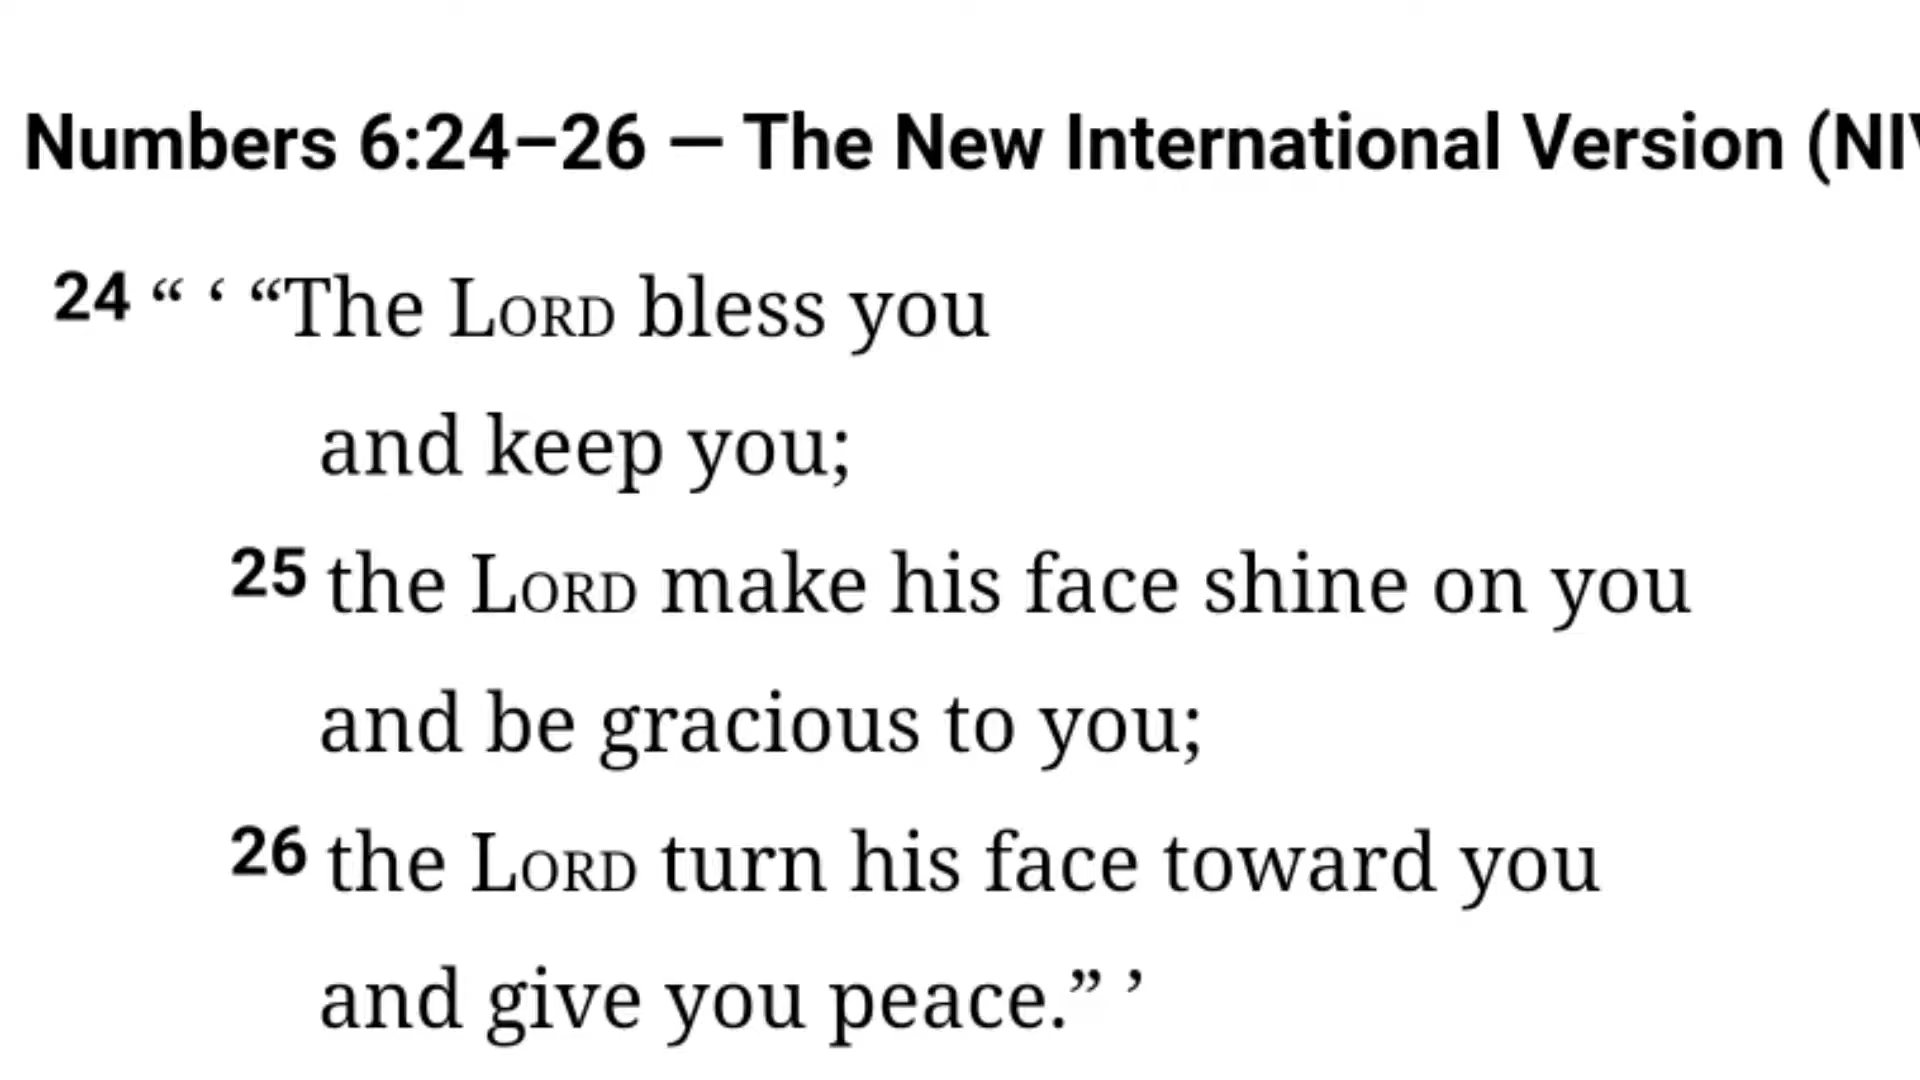 Numbers 6:24–26 — The New International Version (NIV
24 “ ‘ “The LORD bless you
and keep you;
25 the LORD make his face shine on you
and be gracious to you;
26 the LORD turn his face toward you
and give you peace.” ’